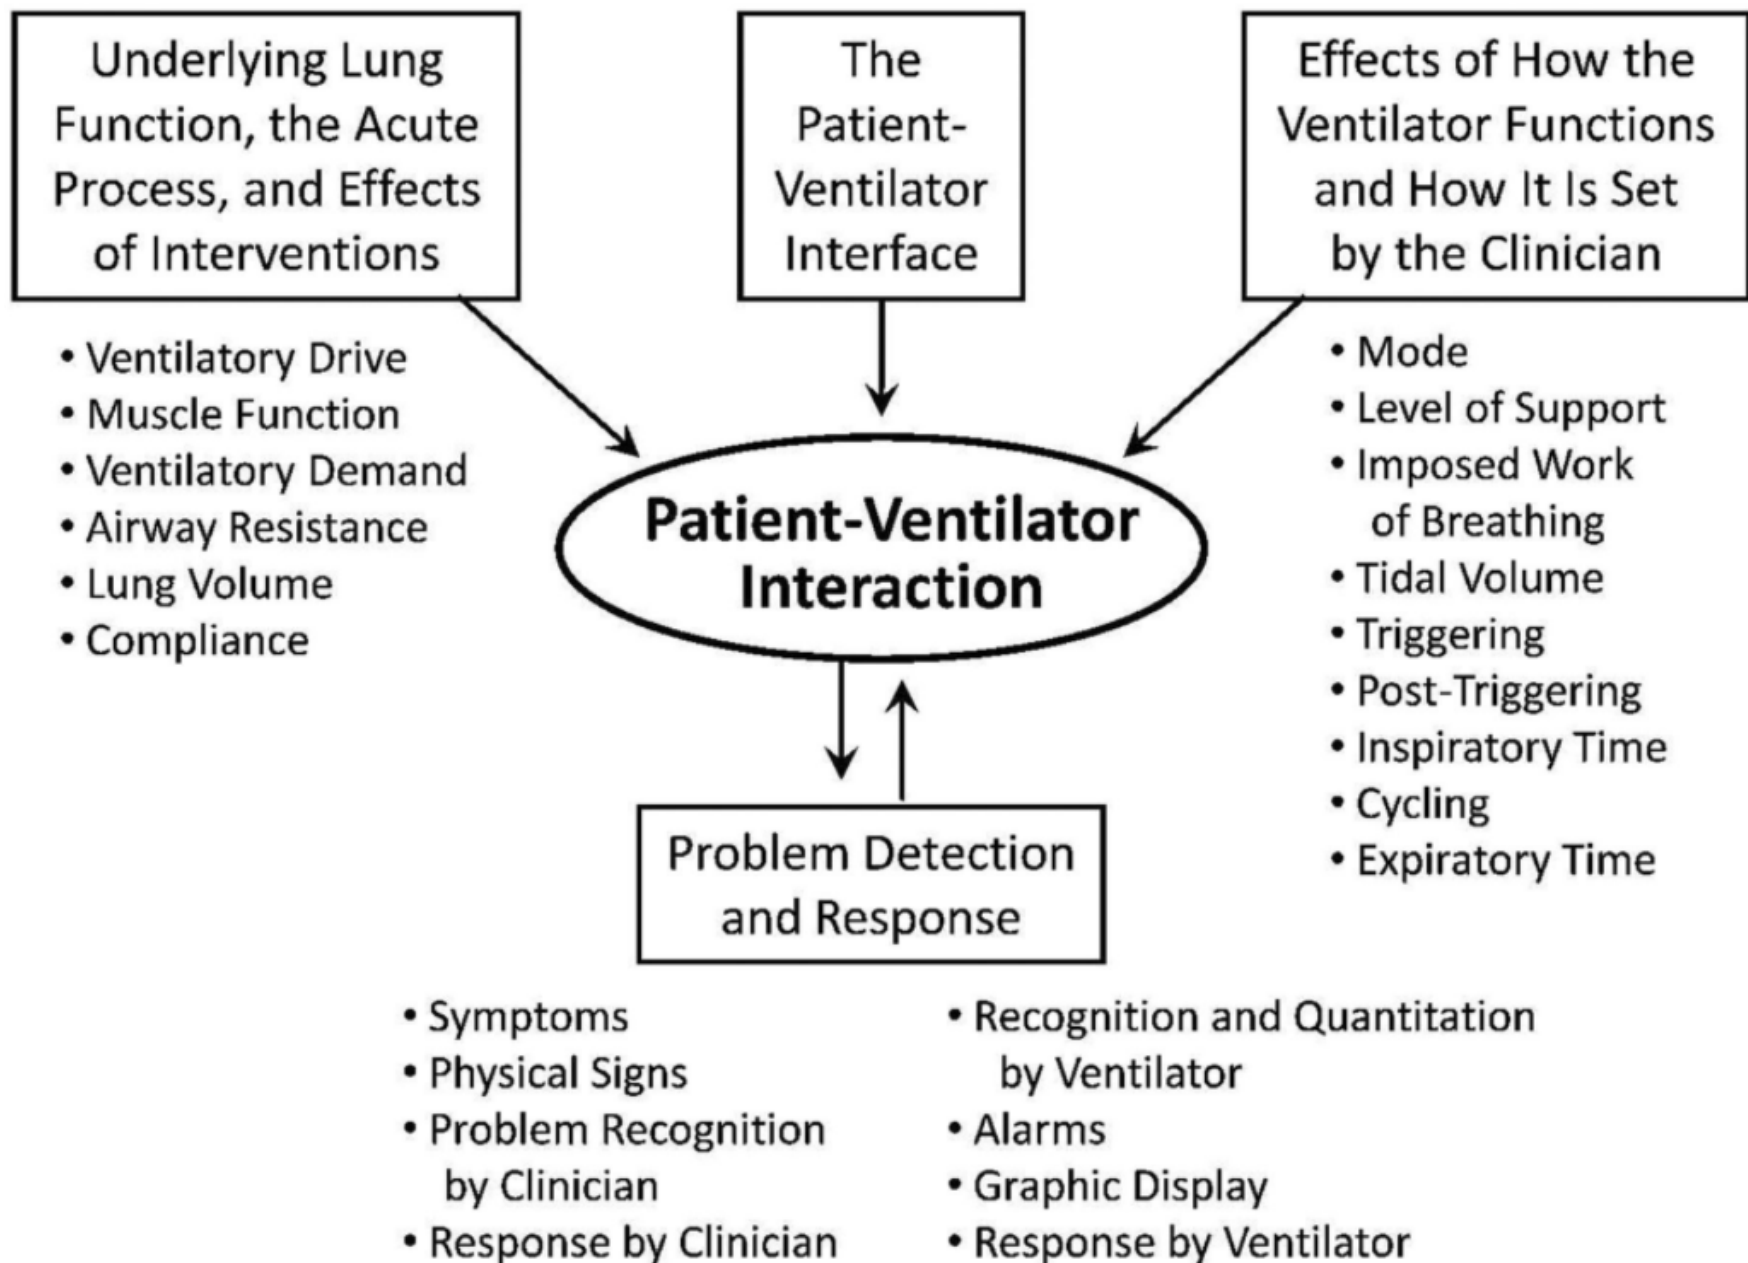 Underlying Lung
Function, the Acute
Process, and Effects
of Interventions
• Ventilatory Drive
• Muscle Function
• Ventilatory Demand
• Airway Resistance
• Lung Volume
• Compliance
The
Patient-
Ventilator
Interface
Effects of How the
Ventilator Functions
and How It Is Set
by the Clinician
• Mode
• Level of Support
• Imposed Work
of Breathing
• Tidal Volume
• Triggering
• Post-Triggering
• Inspiratory Time
• Cycling
• Expiratory Time
Patient-Ventilator
Interaction
Problem Detection
and Response
• Symptoms
• Physical Signs
• Problem Recognition
by Clinician
• Response by Clinician
• Recognition and Quantitation
by Ventilator
• Alarms
• Graphic Display
• Response by Ventilator